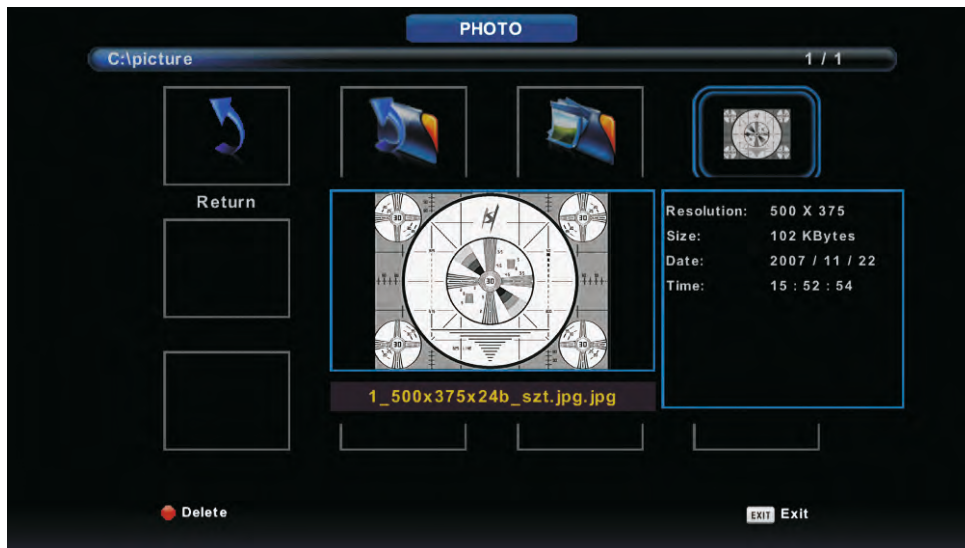 PHOTO
C:\picture 1 / 1
Return
Resolution: 500 X 375
Size: 102 KBytes
Date: 2007 / 11 / 22
Time: 15 : 52 : 54
1_500x375x24b_szt.jpg.jpg
Delete
EXIT Exit